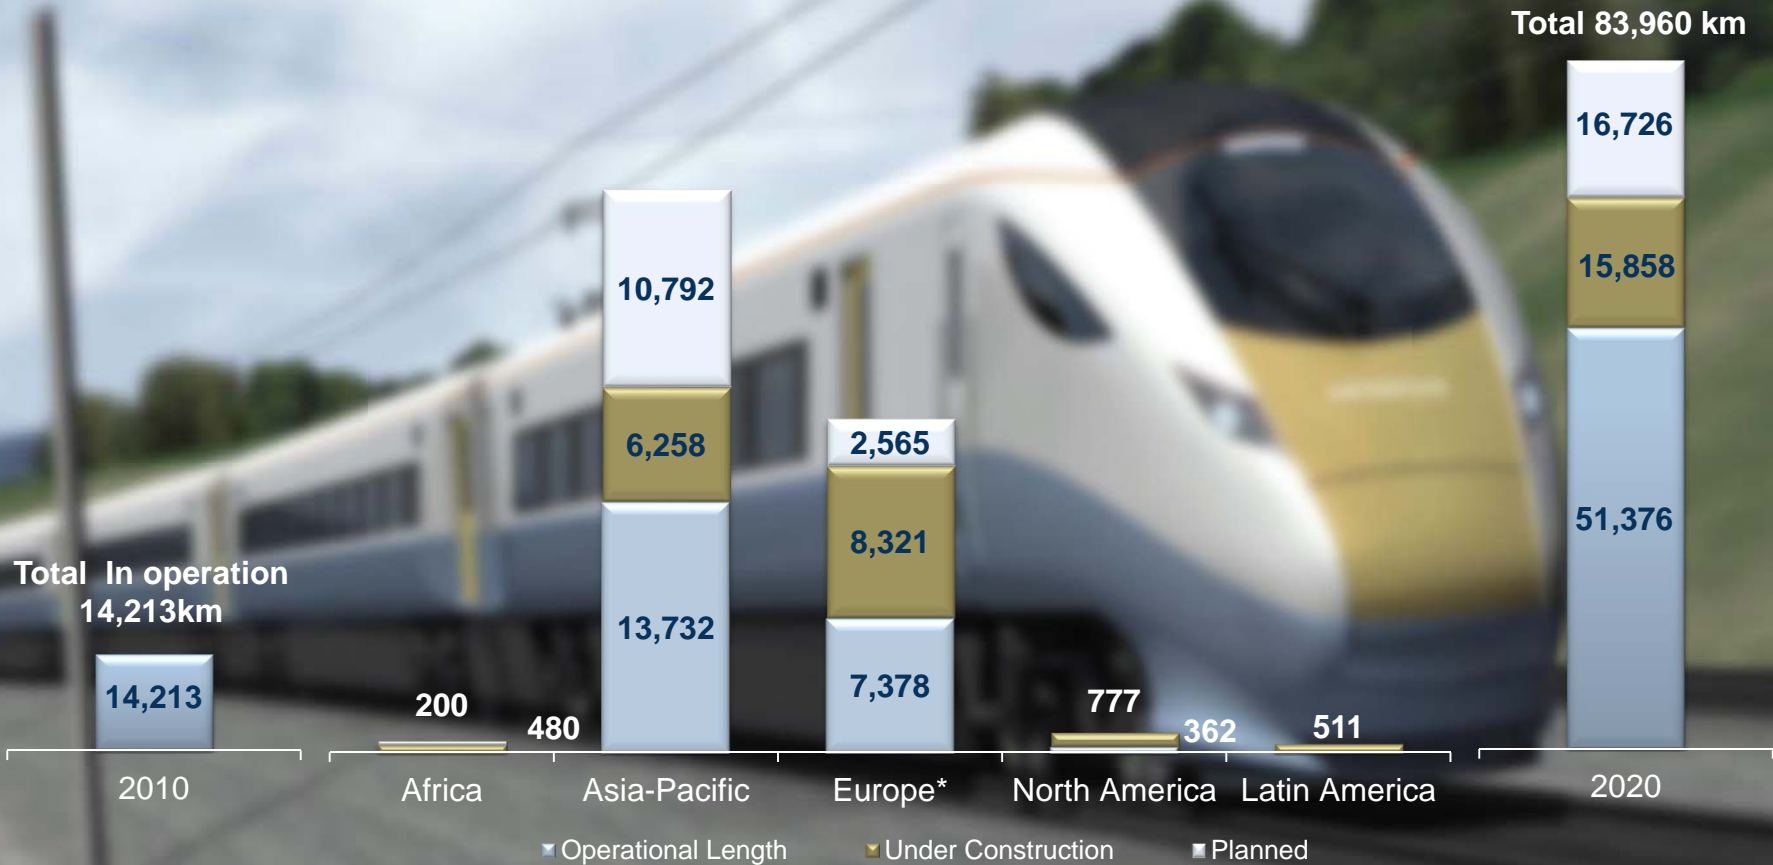 Total 83,960 km
16,726
15,858
51,376
10,792
6,258
13,732
2,565
8,321
7,378
Total In operation
14,213km
14,213
200
480
777
362
511
2010
Africa
Asia-Pacific
Europe*
North America
Latin America
2020
Operational Length
Under Construction
Planned